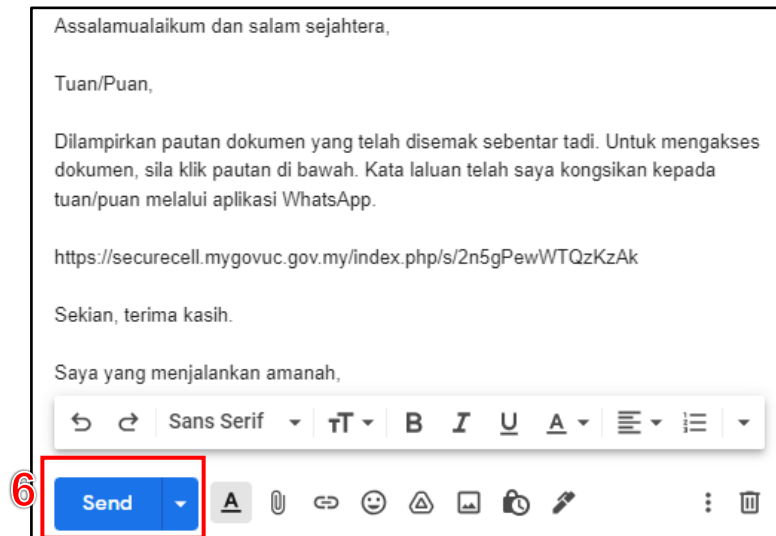 Assalamualaikum dan salam sejahtera,
Tuan/Puan,
Dilampirkan pautan dokumen yang telah disemak sebentar tadi. Untuk mengakses
dokumen, sila klik pautan di bawah. Kata laluan telah saya kongsikan kepada
tuan/puan melalui aplikasi WhatsApp.
https://securecell.mygovuc.gov.my/index.php/s/2n5gPewWTQzKzAk
Sekian, terima kasih.
Saya yang menjalankan amanah,
Sans Serif TT B I U A
6 Send A